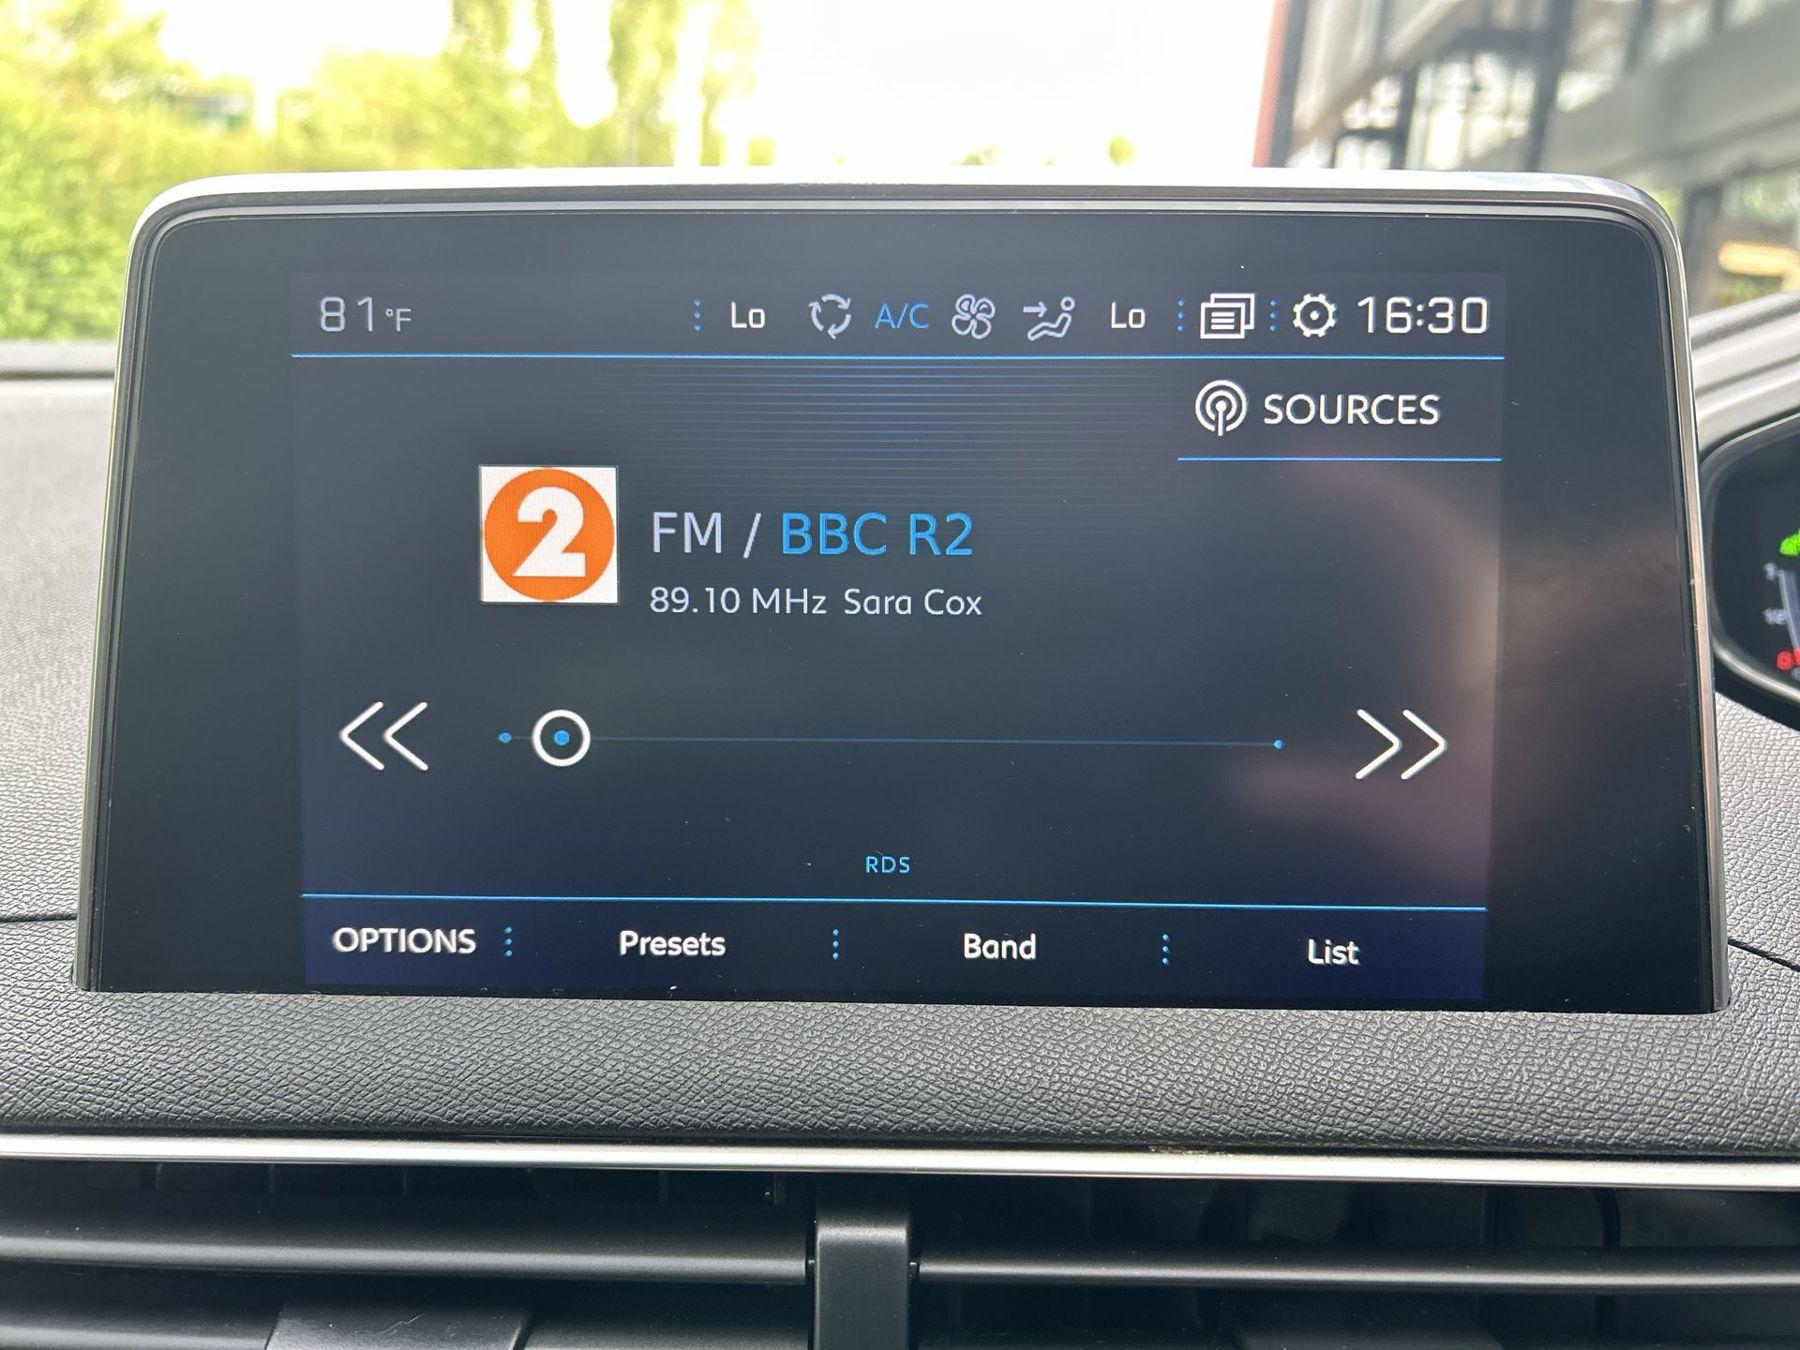 81°F Lo A/C Lo 16:30
SOURCES
2
FM / BBC R2
89.10 MHz Sara Cox
RDS
OPTIONS Presets Band List